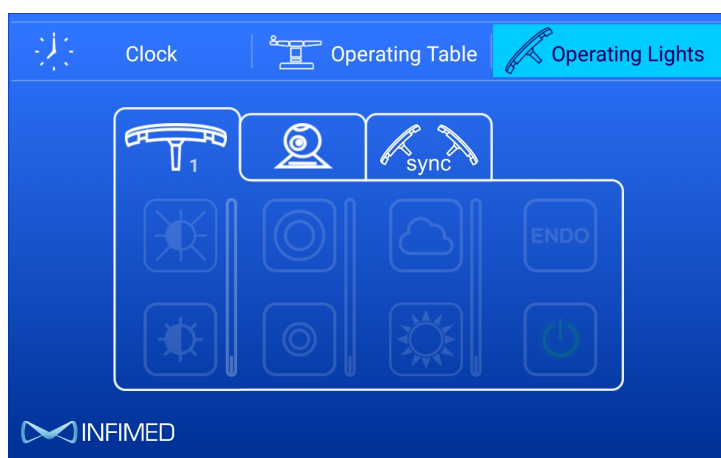 Clock
Operating Table
Operating Lights
1
sync
ENDO
INFIMED